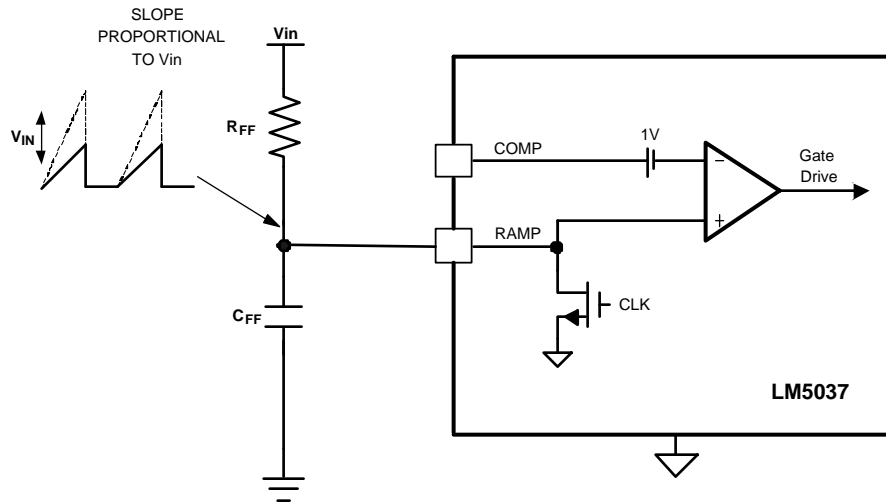 SLOPE
PROPORTIONAL
TO Vin
Vin
VIN
RFF
CFF
COMP
1V
Gate
Drive
RAMP
CLK
LM5037
−
+